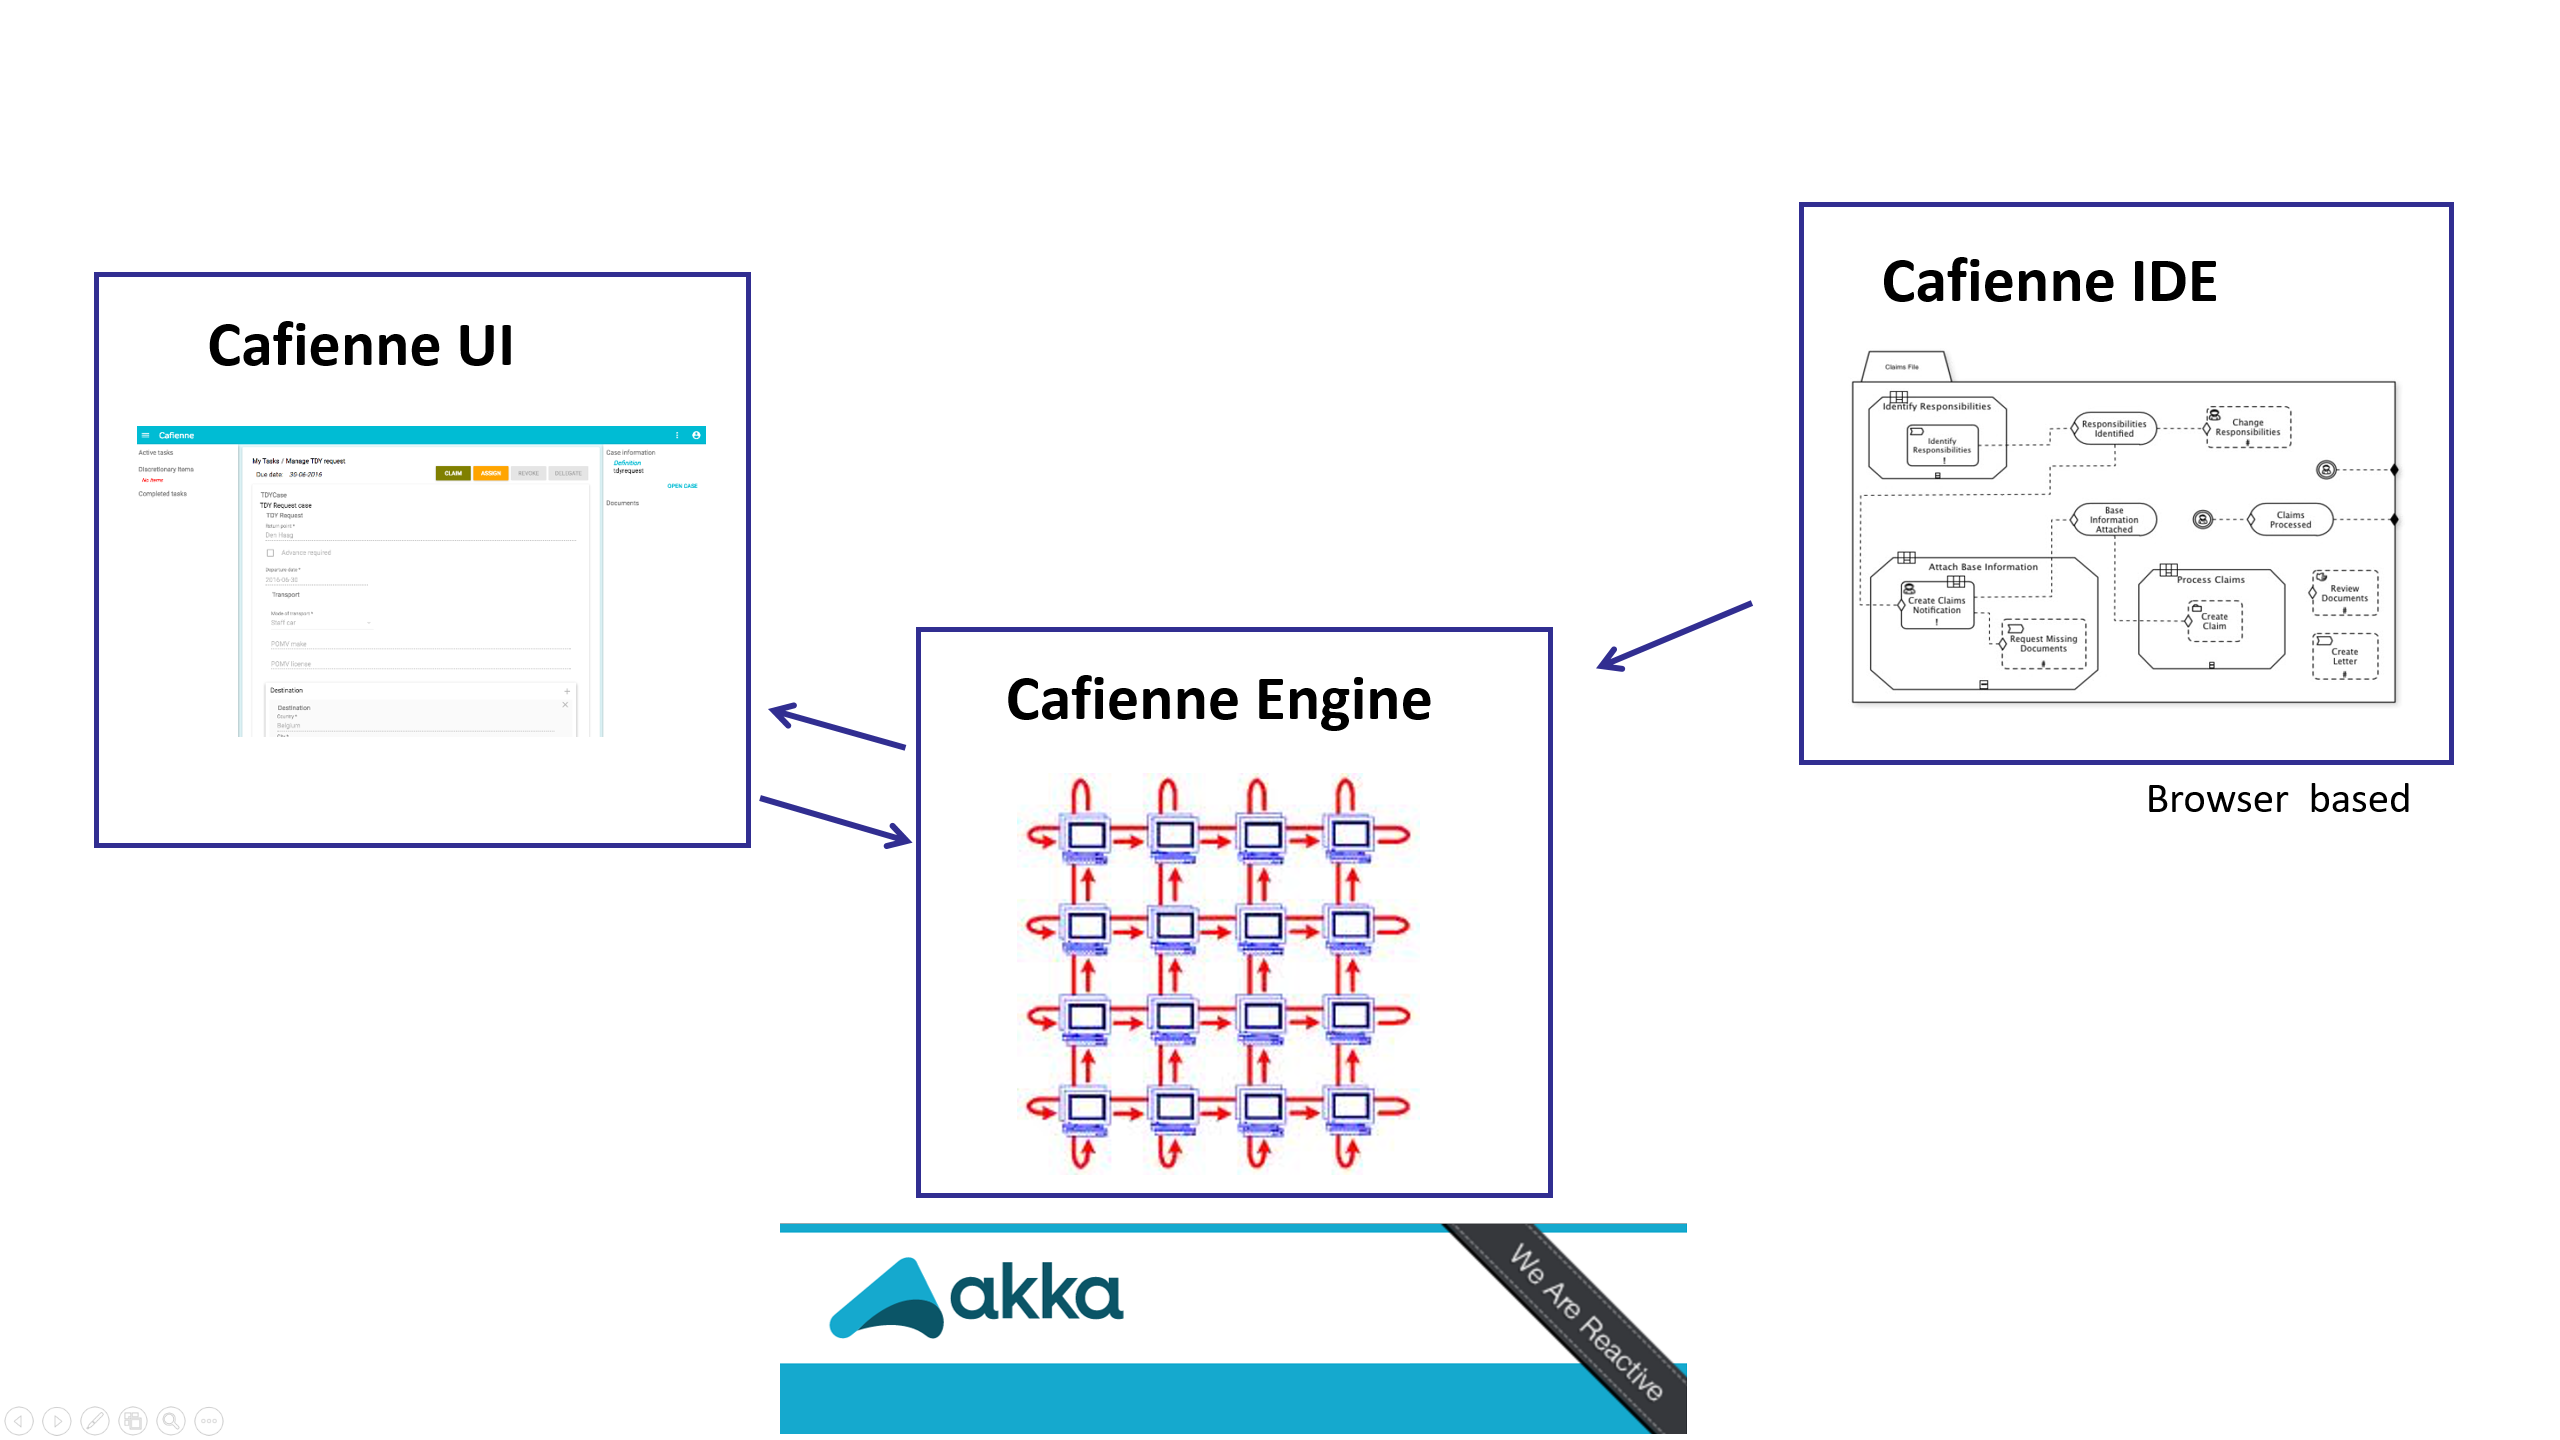 Cafienne UI
Cafienne
Active tasks
Discretionary Items
No items
Completed tasks
My Tasks / Manage TDY request
Due date: 30-06-2016
CLAIM
ASSIGN
REVOKE
DELEGATE
TDYCase
TDY Request case
TDY Request
Return point *
Den Haag
Advance required
Departure date *
2016-06-30
Transport
Mode of transport *
Staff car
POMV make
POMV license
Destination
Destination
Country *
Belgium
Case information
Definition
tdyrequest
OPEN CASE
Documents
Cafienne Engine
akka
We Are Reactive
Cafienne IDE
Claims File
Identify Responsibilities
Identify
Responsibilities
!
Responsibilities
Identified
Change
Responsibilities
#
Base
Information
Attached
Claims
Processed
Attach Base Information
Create Claims
Notification
!
Request Missing
Documents
#
Process Claims
Create
Claim
Review
Documents
#
Create
Letter
#
Browser based